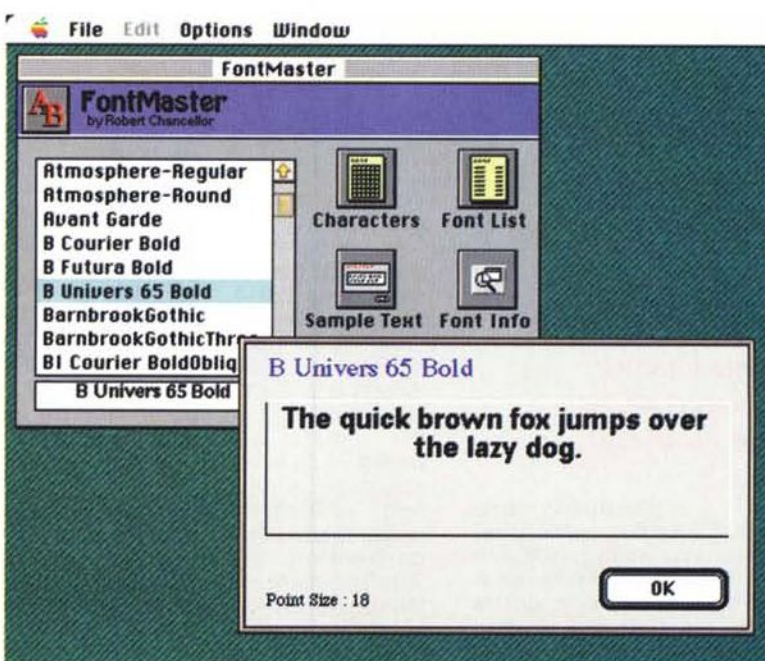 File Edit Options Window
FontMaster
AB FontMaster
by Robert Chancellor
Atmosphere-Regular
Atmosphere-Round
Avant Garde
B Courier Bold
B Futura Bold
B Univers 65 Bold
BarnbrookGothic
BarnbrookGothicThree
BI Courier BoldObliq
B Univers 65 Bold
Characters Font List
Sample Text Font Info
B Univers 65 Bold
The quick brown fox jumps over
the lazy dog.
Point Size : 18
OK